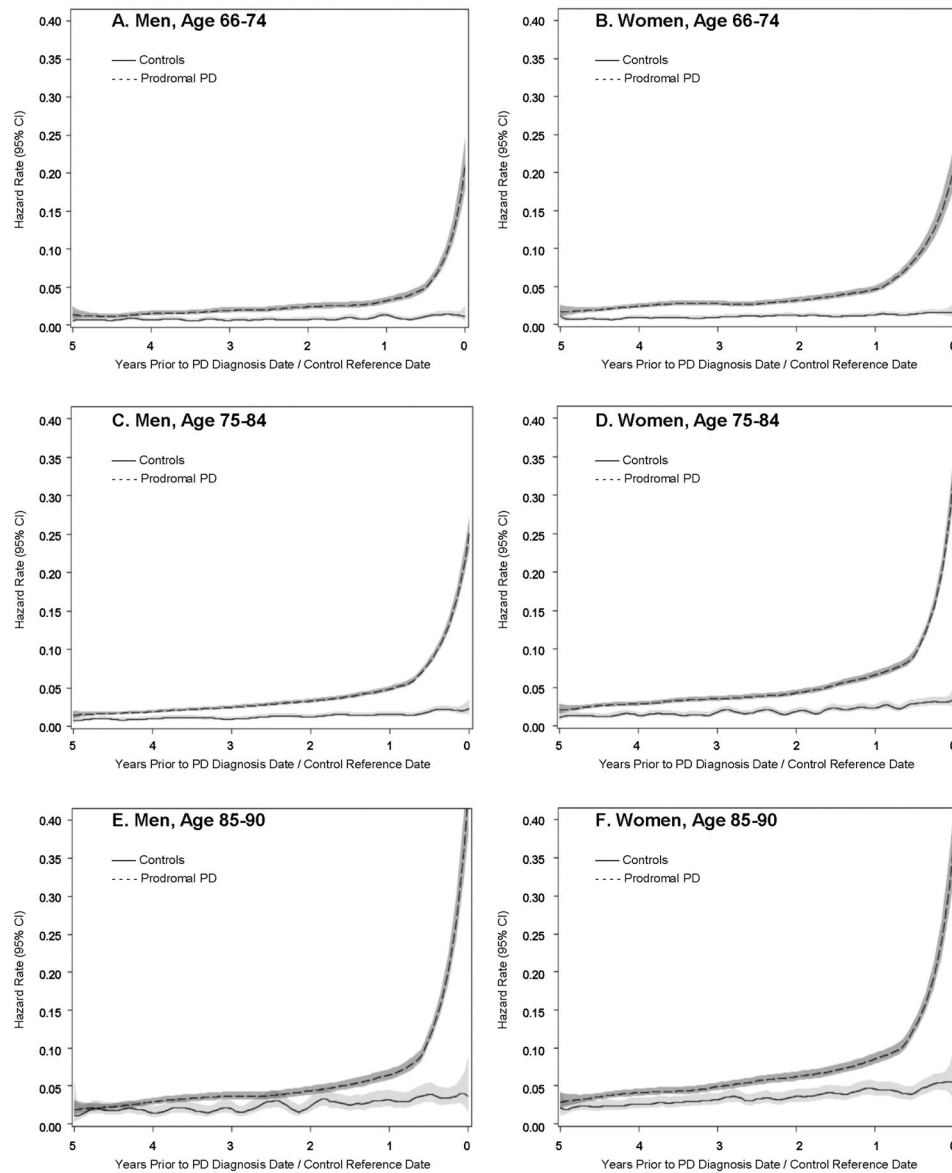 A. Men, Age 66-74
Controls
Prodromal PD
Hazard Rate (95% CI)
0.40
0.35
0.30
0.25
0.20
0.15
0.10
0.05
0.00
5 4 3 2 1 0
Years Prior to PD Diagnosis Date / Control Reference Date
B. Women, Age 66-74
Controls
Prodromal PD
Hazard Rate (95% CI)
0.40
0.35
0.30
0.25
0.20
0.15
0.10
0.05
0.00
5 4 3 2 1 0
Years Prior to PD Diagnosis Date / Control Reference Date
C. Men, Age 75-84
Controls
Prodromal PD
Hazard Rate (95% CI)
0.40
0.35
0.30
0.25
0.20
0.15
0.10
0.05
0.00
5 4 3 2 1 0
Years Prior to PD Diagnosis Date / Control Reference Date
D. Women, Age 75-84
Controls
Prodromal PD
Hazard Rate (95% CI)
0.40
0.35
0.30
0.25
0.20
0.15
0.10
0.05
0.00
5 4 3 2 1 0
Years Prior to PD Diagnosis Date / Control Reference Date
E. Men, Age 85-90
Controls
Prodromal PD
Hazard Rate (95% CI)
0.40
0.35
0.30
0.25
0.20
0.15
0.10
0.05
0.00
5 4 3 2 1 0
Years Prior to PD Diagnosis Date / Control Reference Date
F. Women, Age 85-90
Controls
Prodromal PD
Hazard Rate (95% CI)
0.40
0.35
0.30
0.25
0.20
0.15
0.10
0.05
0.00
5 4 3 2 1 0
Years Prior to PD Diagnosis Date / Control Reference Date